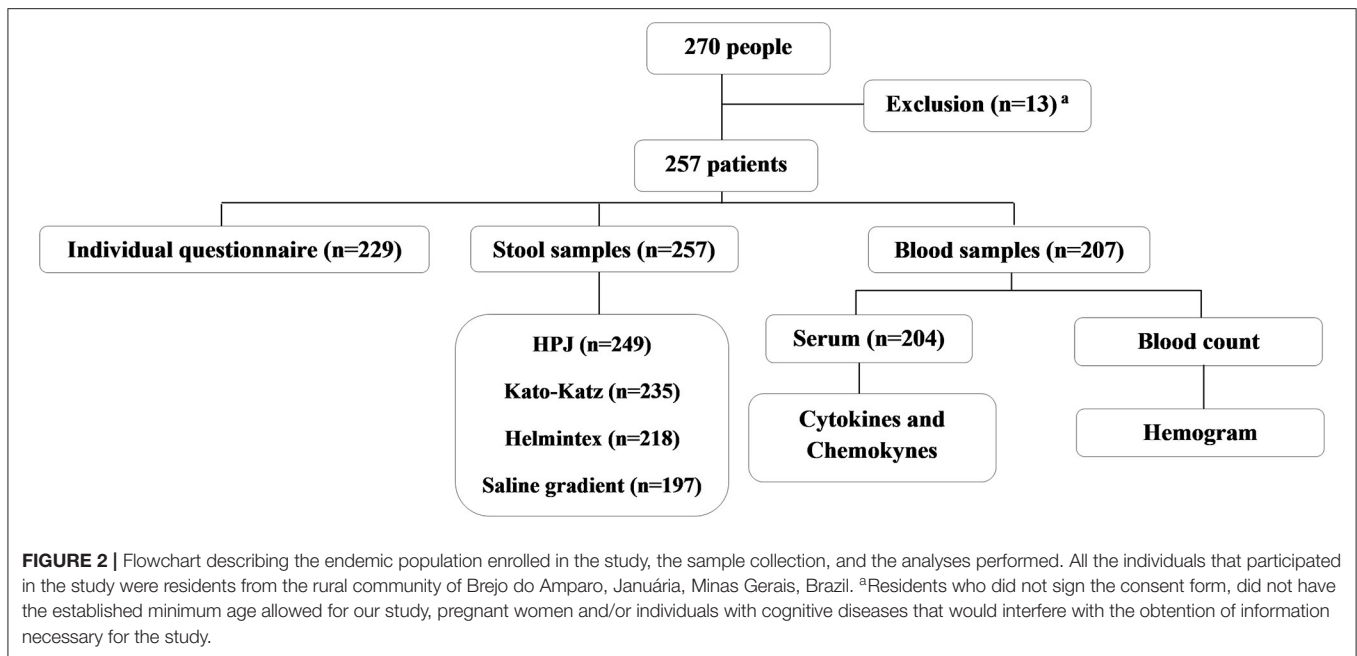 270 people
Exclusion (n=13) a
257 patients
Individual questionnaire (n=229)
Stool samples (n=257)
Blood samples (n=207)
HPJ (n=249)
Kato-Katz (n=235)
Helmintex (n=218)
Saline gradient (n=197)
Serum (n=204)
Blood count
Cytokines and
Chemokynes
Hemogram
FIGURE 2 | Flowchart describing the endemic population enrolled in the study, the sample collection, and the analyses performed. All the individuals that participated
in the study were residents from the rural community of Brejo do Amparo, Januária, Minas Gerais, Brazil. aResidents who did not sign the consent form, did not have
the established minimum age allowed for our study, pregnant women and/or individuals with cognitive diseases that would interfere with the obtention of information
necessary for the study.